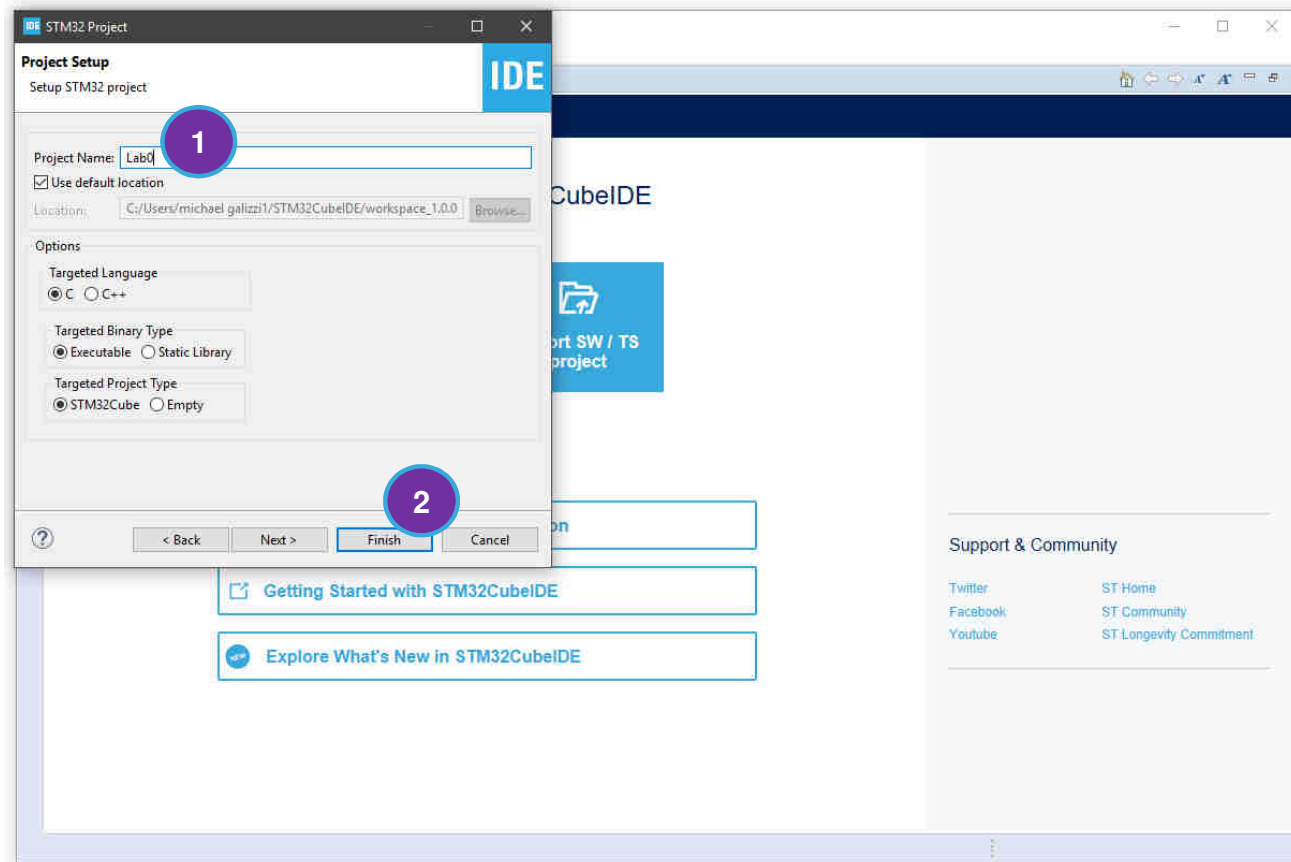 IDE STM32 Project
Project Setup
Setup STM32 project
IDE
1
Project Name: Lab0
Use default location
Location: C:/Users/michael galizzi1/STM32CubeIDE/workspace_1.0.0 Browse...
Options
Targeted Language
C C++
Targeted Binary Type
Executable Static Library
Targeted Project Type
STM32Cube Empty
2
? < Back Next > Finish Cancel
CubeIDE
ort SW / TS
project
on
Getting Started with STM32CubeIDE
NEW Explore What's New in STM32CubeIDE
Support & Community
Twitter ST Home
Facebook ST Community
Youtube ST Longevity Commitment